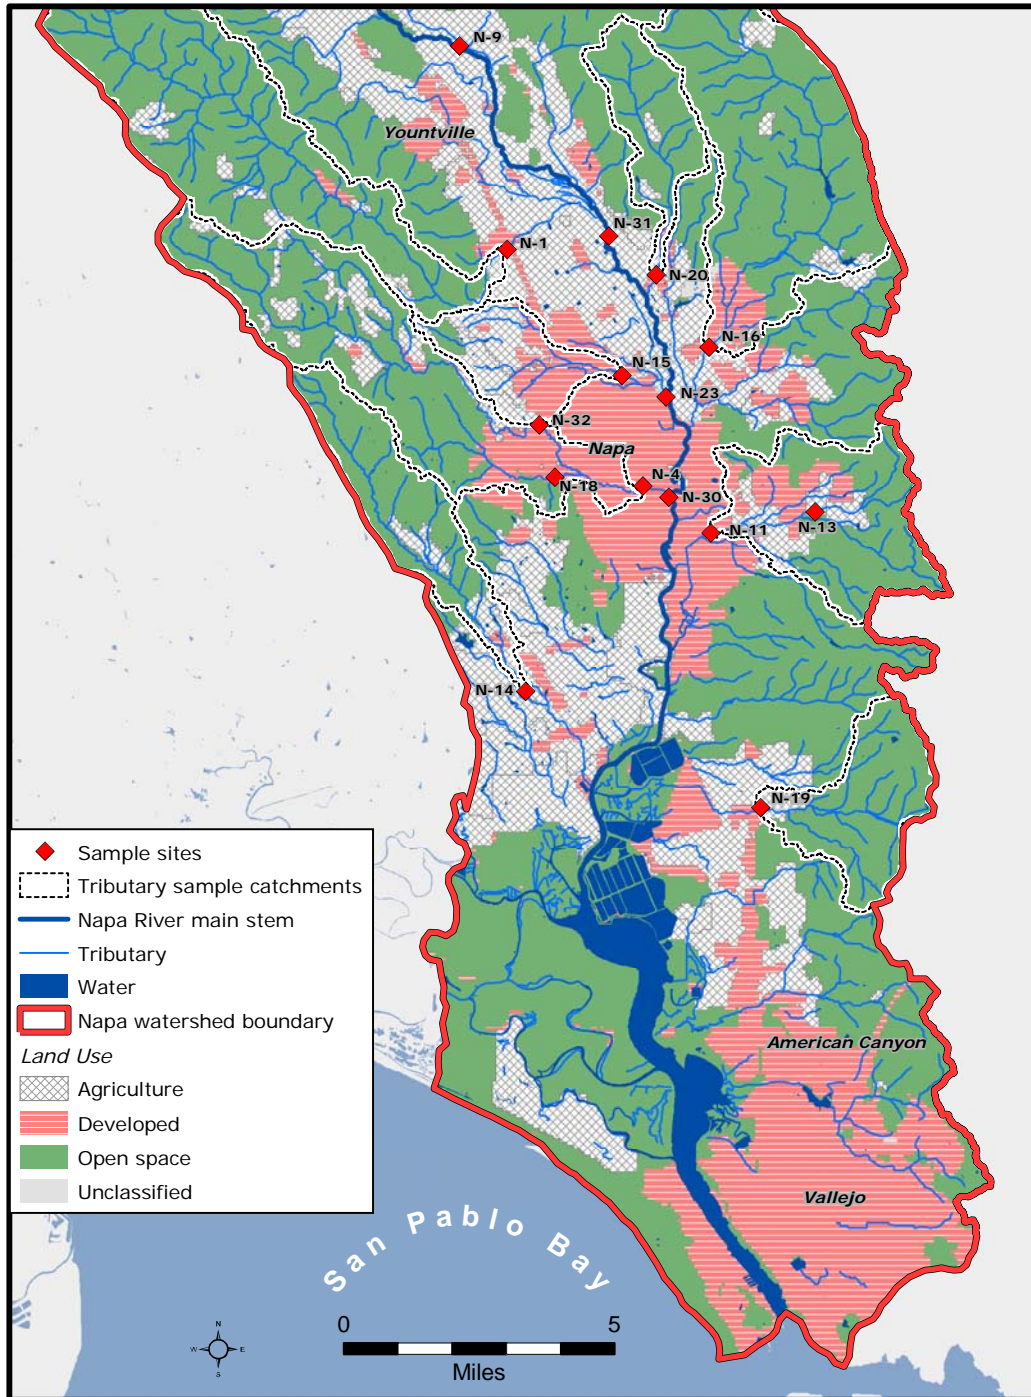 N-9
Yountville
N-31
N-1
N-20
N-16
N-15
N-23
N-32
Napa
N-4
N-18
N-30
N-13
N-11
N-14
N-19
Sample sites
Tributary sample catchments
Napa River main stem
Tributary
Water
Napa watershed boundary
Land Use
Agriculture
Developed
Open space
Unclassified
American Canyon
Vallejo
San Pablo Bay
N
W E
S
0 5
Miles